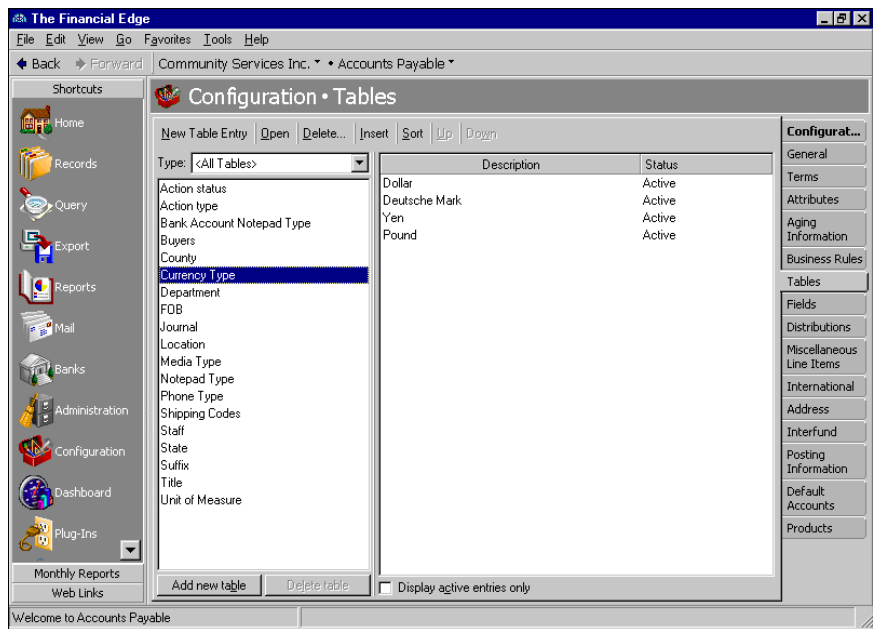 The Financial Edge
File Edit View Go Favorites Tools Help
Back Forward Community Services Inc. • Accounts Payable
Shortcuts
Home
Records
Query
Export
Reports
Mail
Banks
Administration
Configuration
Dashboard
Plug-Ins
Monthly Reports
Web Links
Configuration • Tables
New Table Entry Open Delete... Insert Sort Up Down
Type: <All Tables>
Action status
Action type
Bank Account Notepad Type
Buyers
County
Currency Type
Department
FOB
Journal
Location
Media Type
Notepad Type
Phone Type
Shipping Codes
Staff
State
Suffix
Title
Unit of Measure
Add new table Delete table
Description Status
Dollar Active
Deutsche Mark Active
Yen Active
Pound Active
Display active entries only
Configurat...
General
Terms
Attributes
Aging
Information
Business Rules
Tables
Fields
Distributions
Miscellaneous
Line Items
International
Address
Interfund
Posting
Information
Default
Accounts
Products
Welcome to Accounts Payable